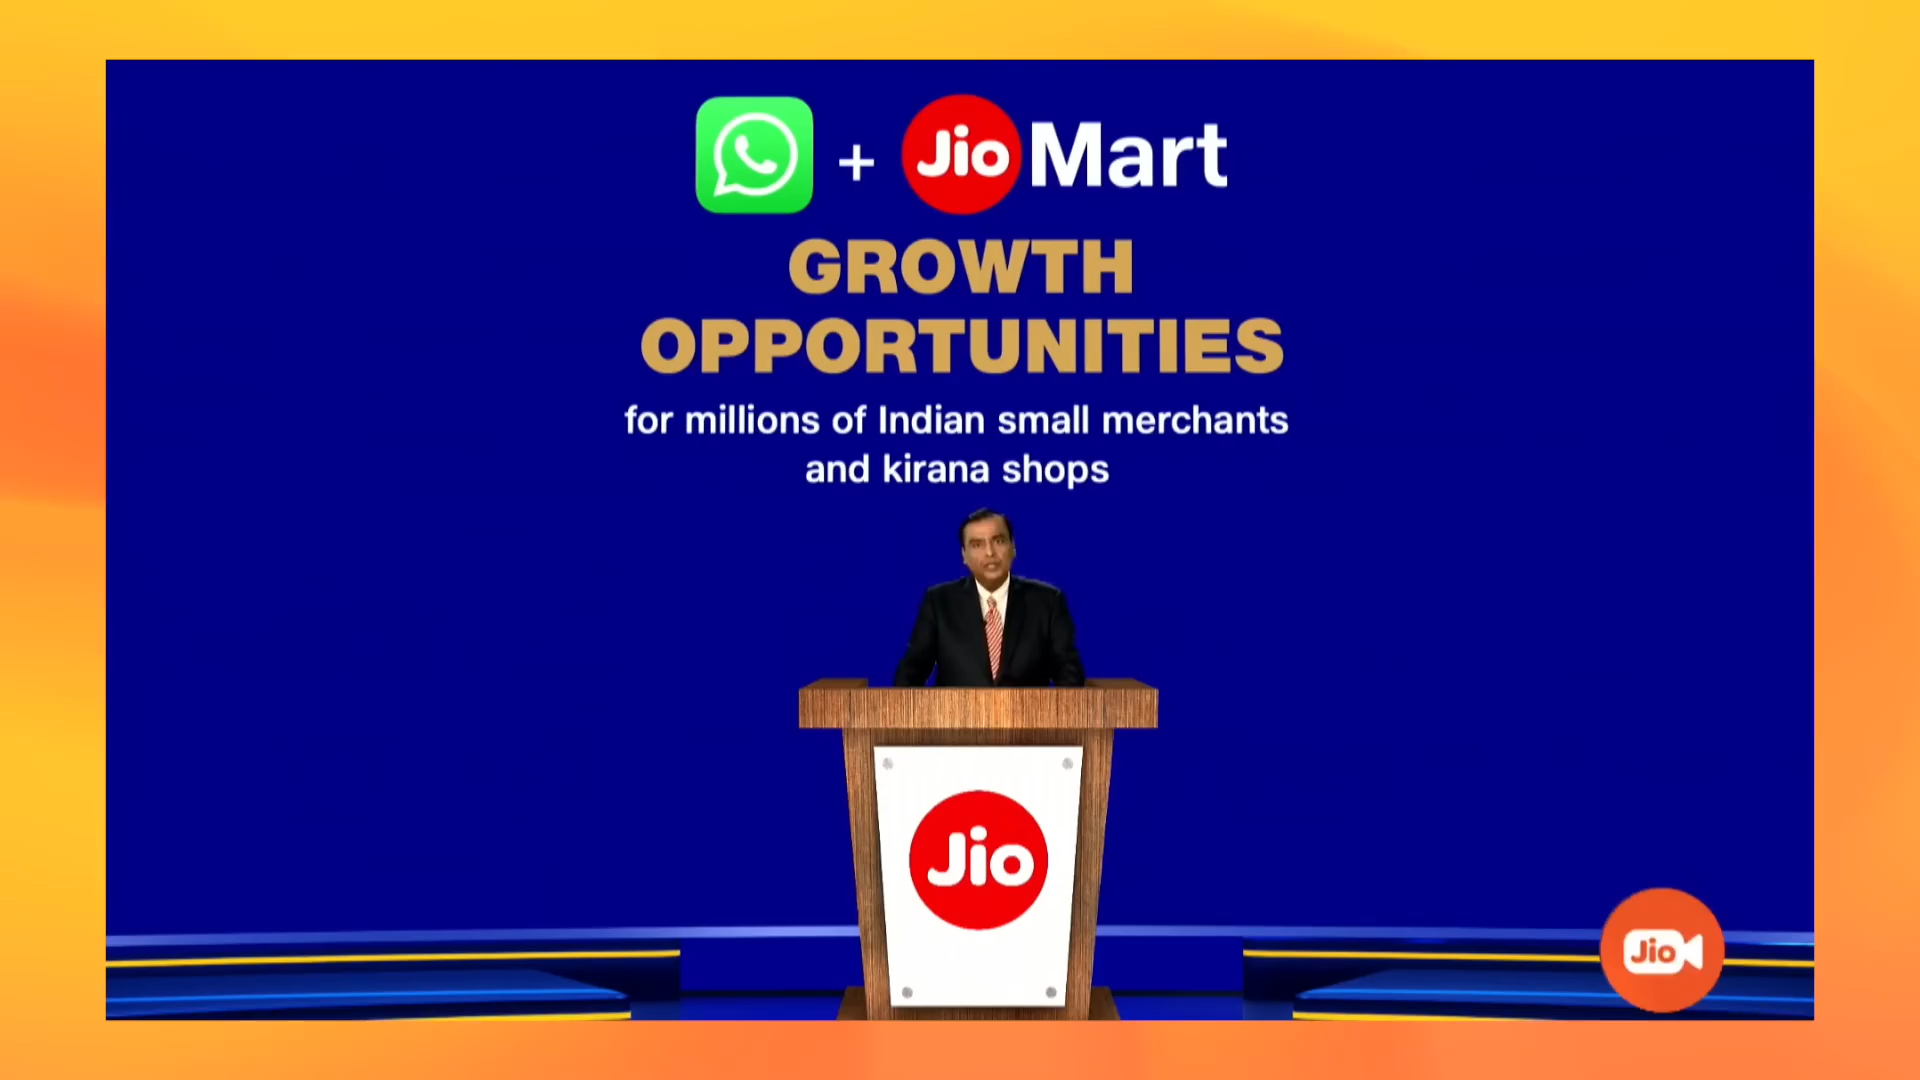 + Jio Mart
GROWTH
OPPORTUNITIES
for millions of Indian small merchants
and kirana shops
Jio
Jio